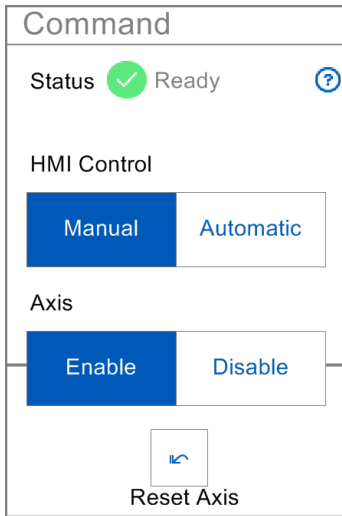 Command
Status Ready ?
HMI Control
Manual Automatic
Axis
Enable Disable
Reset Axis